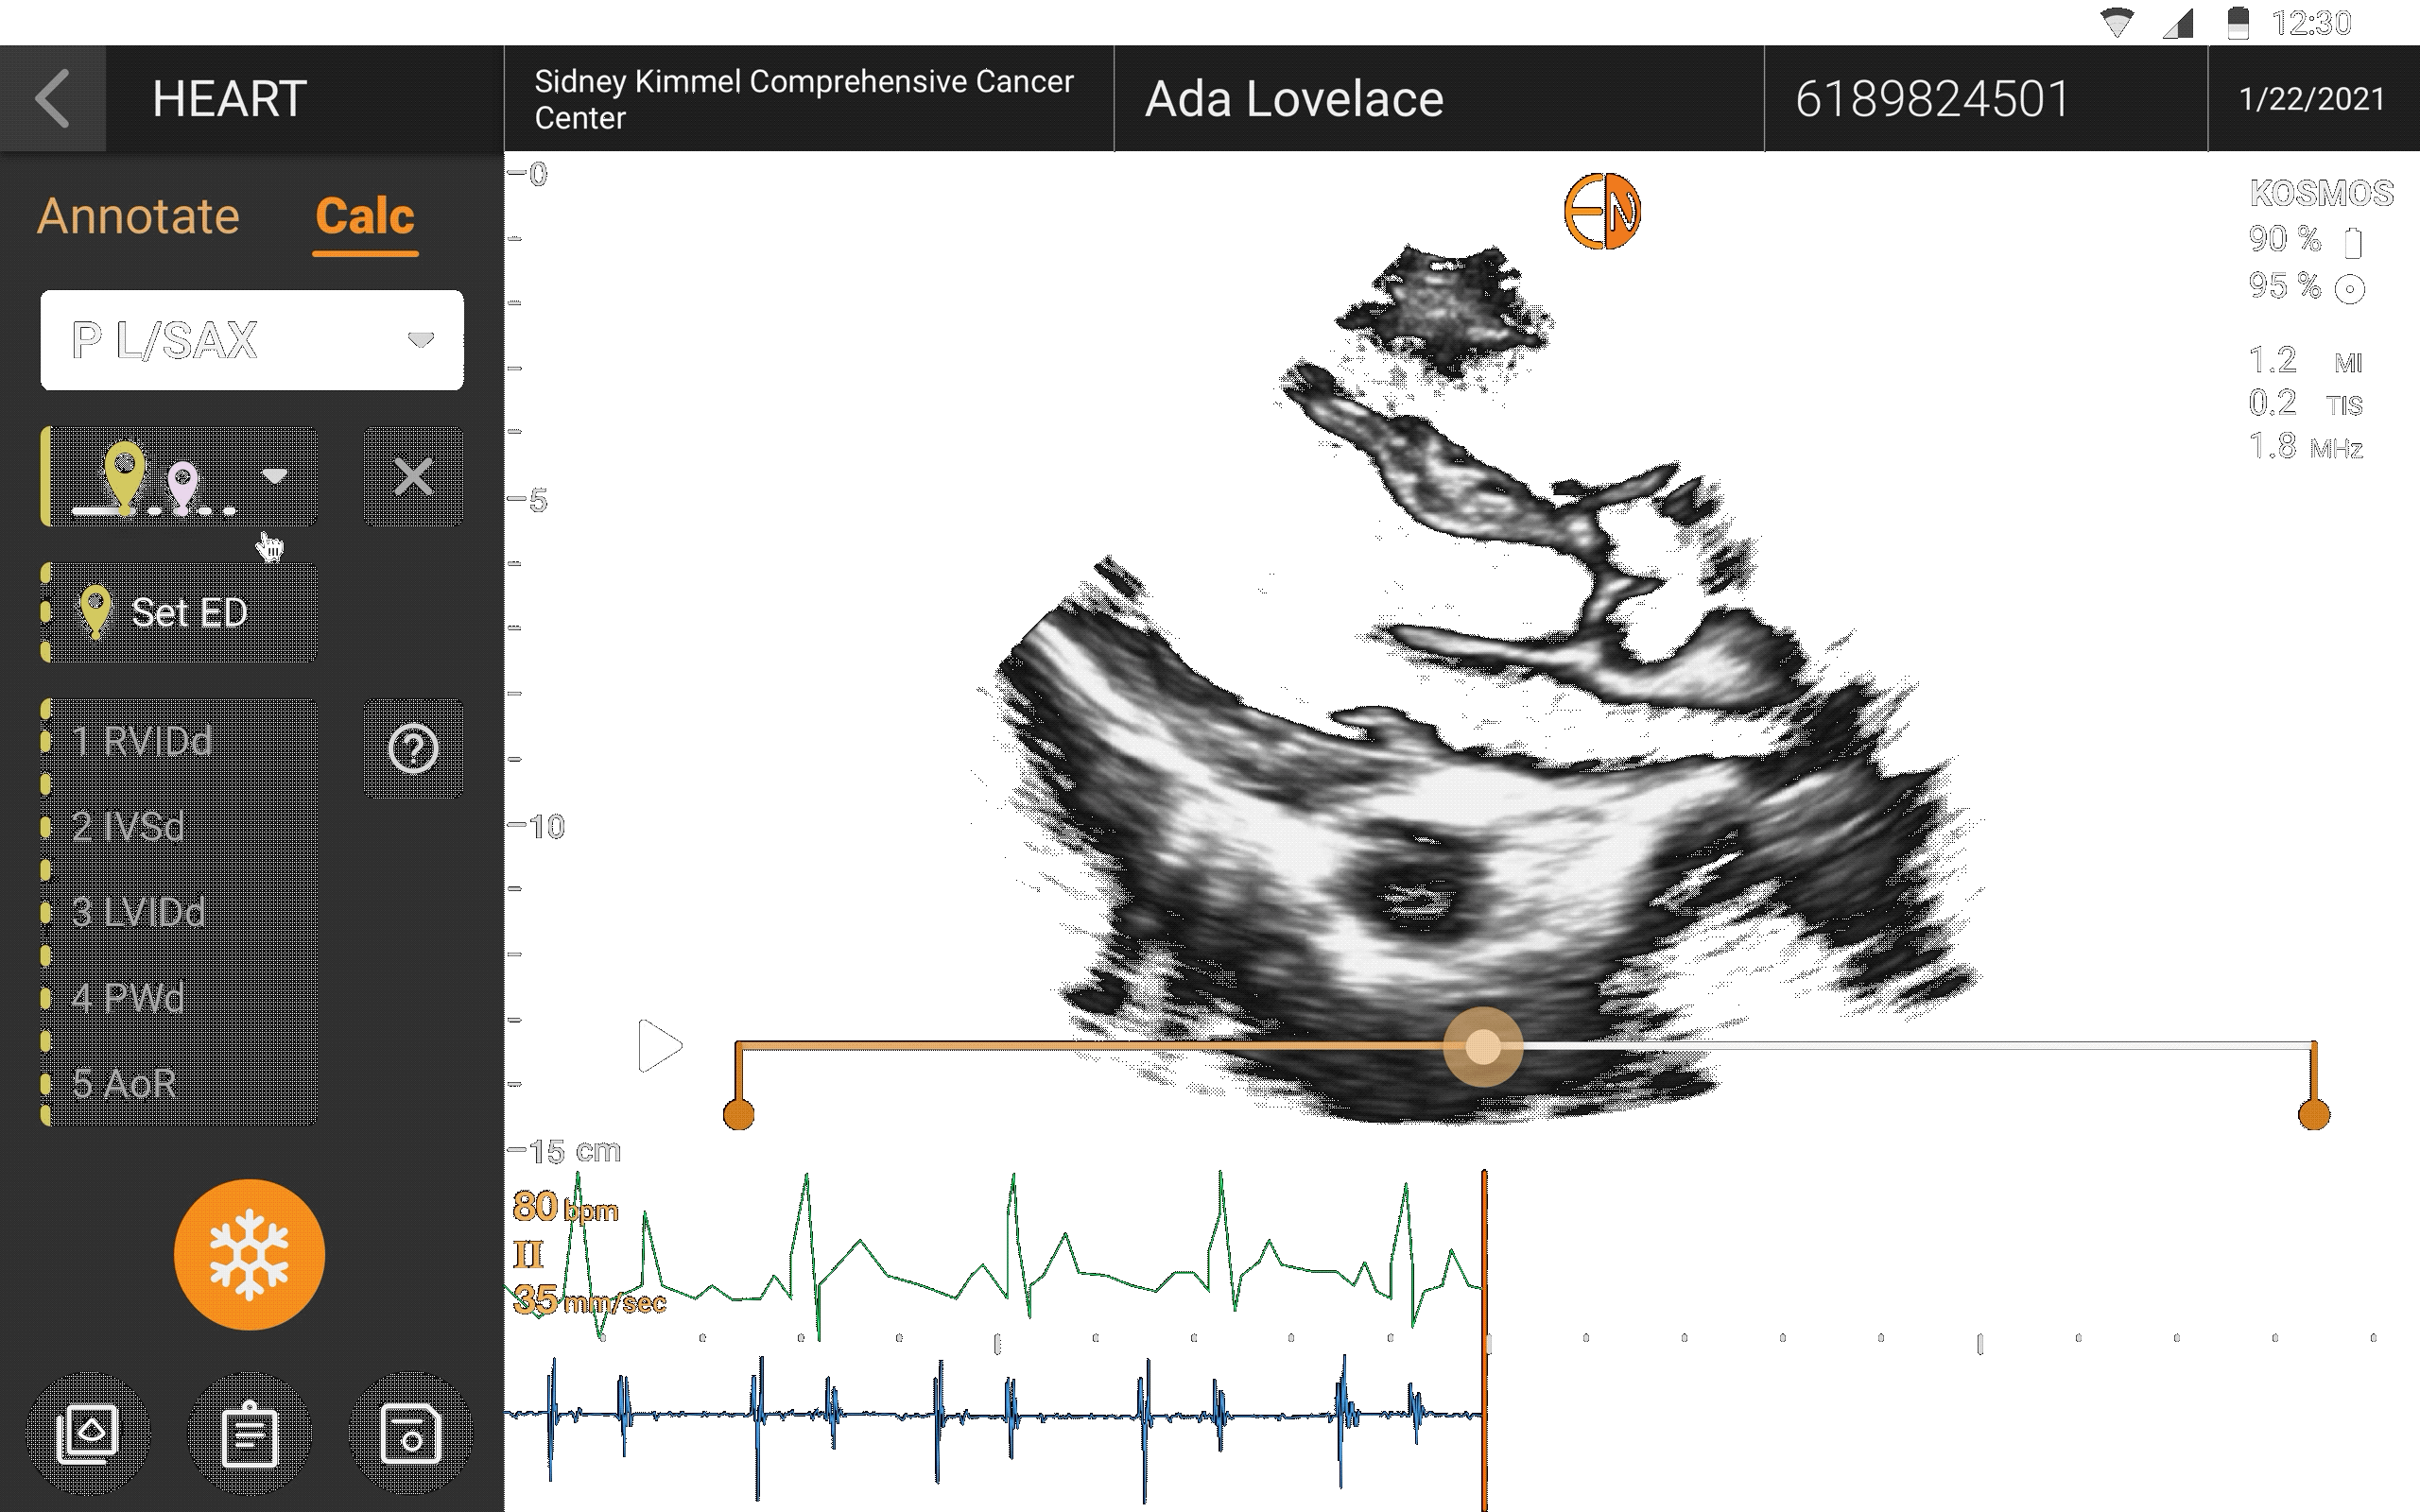 12:30
HEART
Sidney Kimmel Comprehensive Cancer
Center
Ada Lovelace
6189824501
1/22/2021
Annotate
Calc
P L/SAX
Set ED
1 RVIDd
2 IVSd
3 LVIDd
4 PWd
5 AoR
0
5
10
15 cm
EN
KOSMOS
90 %
95 %
1.2 MI
0.2 TIS
1.8 MHz
80 bpm
II
35 mm/sec